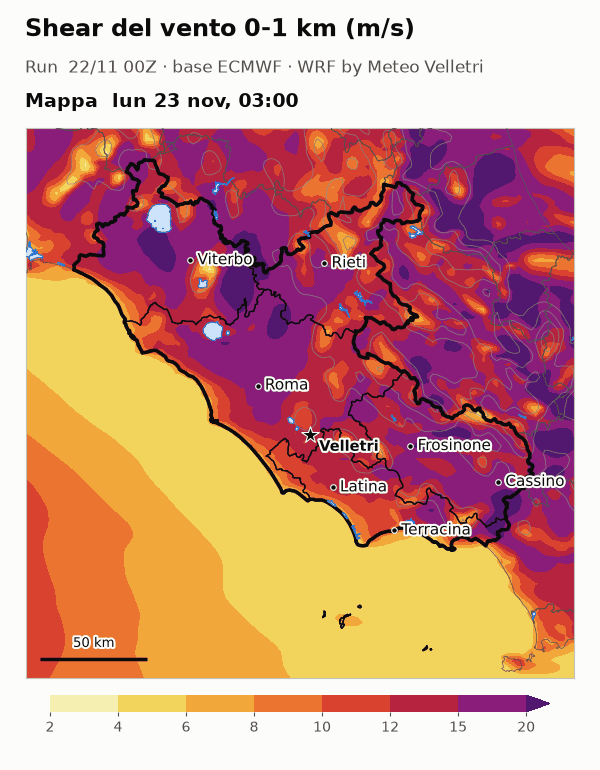 Shear del vento 0-1 km (m/s)
Run 22/11 00Z · base ECMWF · WRF by Meteo Velletri
Mappa lun 23 nov, 03:00
Viterbo
Rieti
Roma
Velletri
Frosinone
Latina
Cassino
Terracina
50 km
2 4 6 8 10 12 15 20